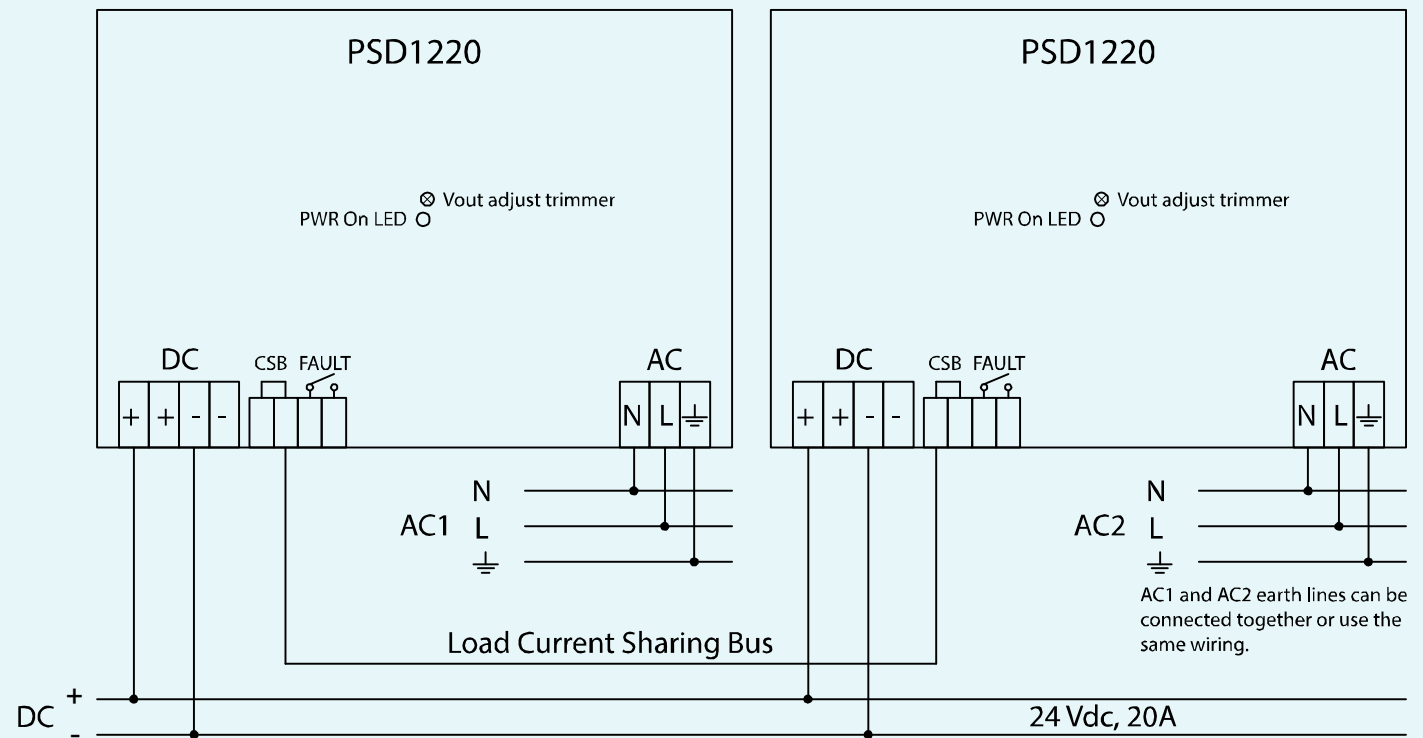 PSD1220
Vout adjust trimmer
PWR On LED
DC
CSB FAULT
AC
+ + - -
N L
N
AC1 L
PSD1220
Vout adjust trimmer
PWR On LED
DC
CSB FAULT
AC
+ + - -
N L
N
AC2 L
AC1 and AC2 earth lines can be
connected together or use the
same wiring.
Load Current Sharing Bus
+
DC
-
24 Vdc, 20A